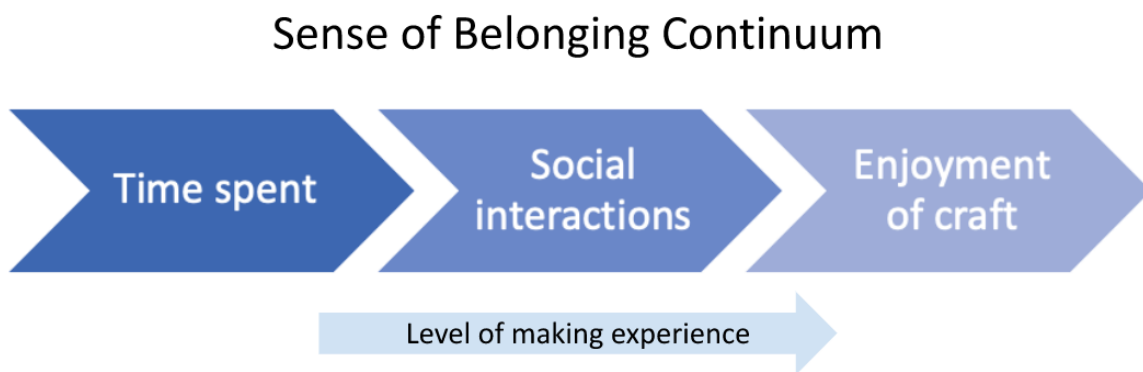 Sense of Belonging Continuum
Time spent
Social
interactions
Enjoyment
of craft
Level of making experience